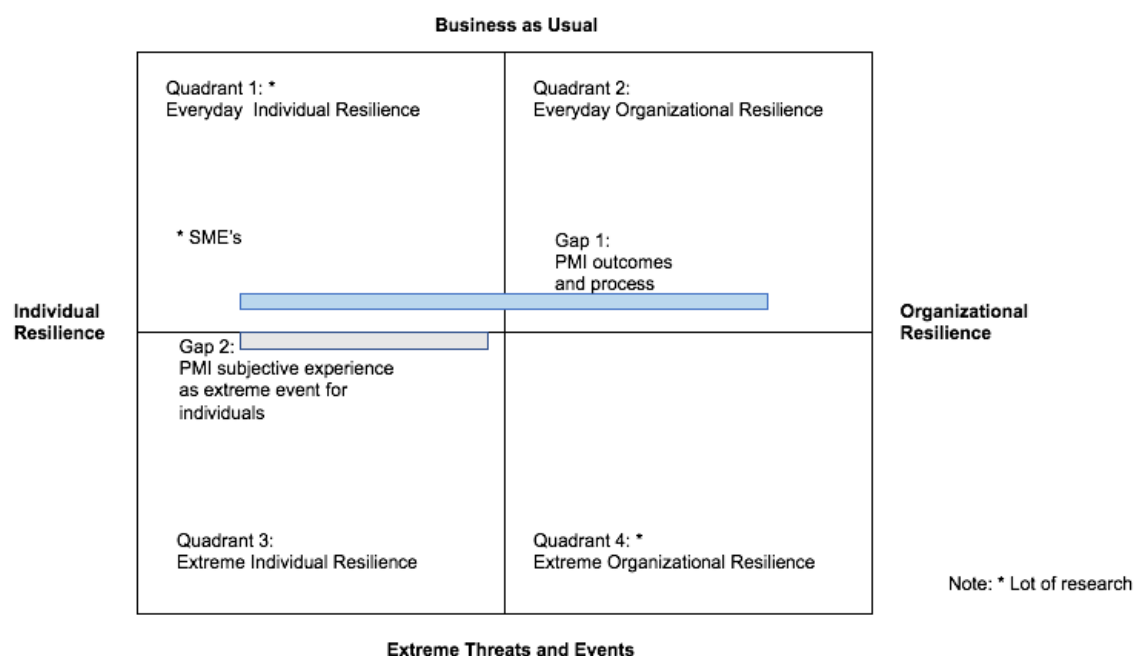 Business as Usual
Quadrant 1: *
Everyday Individual Resilience
Quadrant 2:
Everyday Organizational Resilience
* SME's
Gap 1:
PMI outcomes
and process
Individual
Resilience
Organizational
Resilience
Gap 2:
PMI subjective experience
as extreme event for
individuals
Quadrant 3:
Extreme Individual Resilience
Quadrant 4: *
Extreme Organizational Resilience
Note: * Lot of research
Extreme Threats and Events